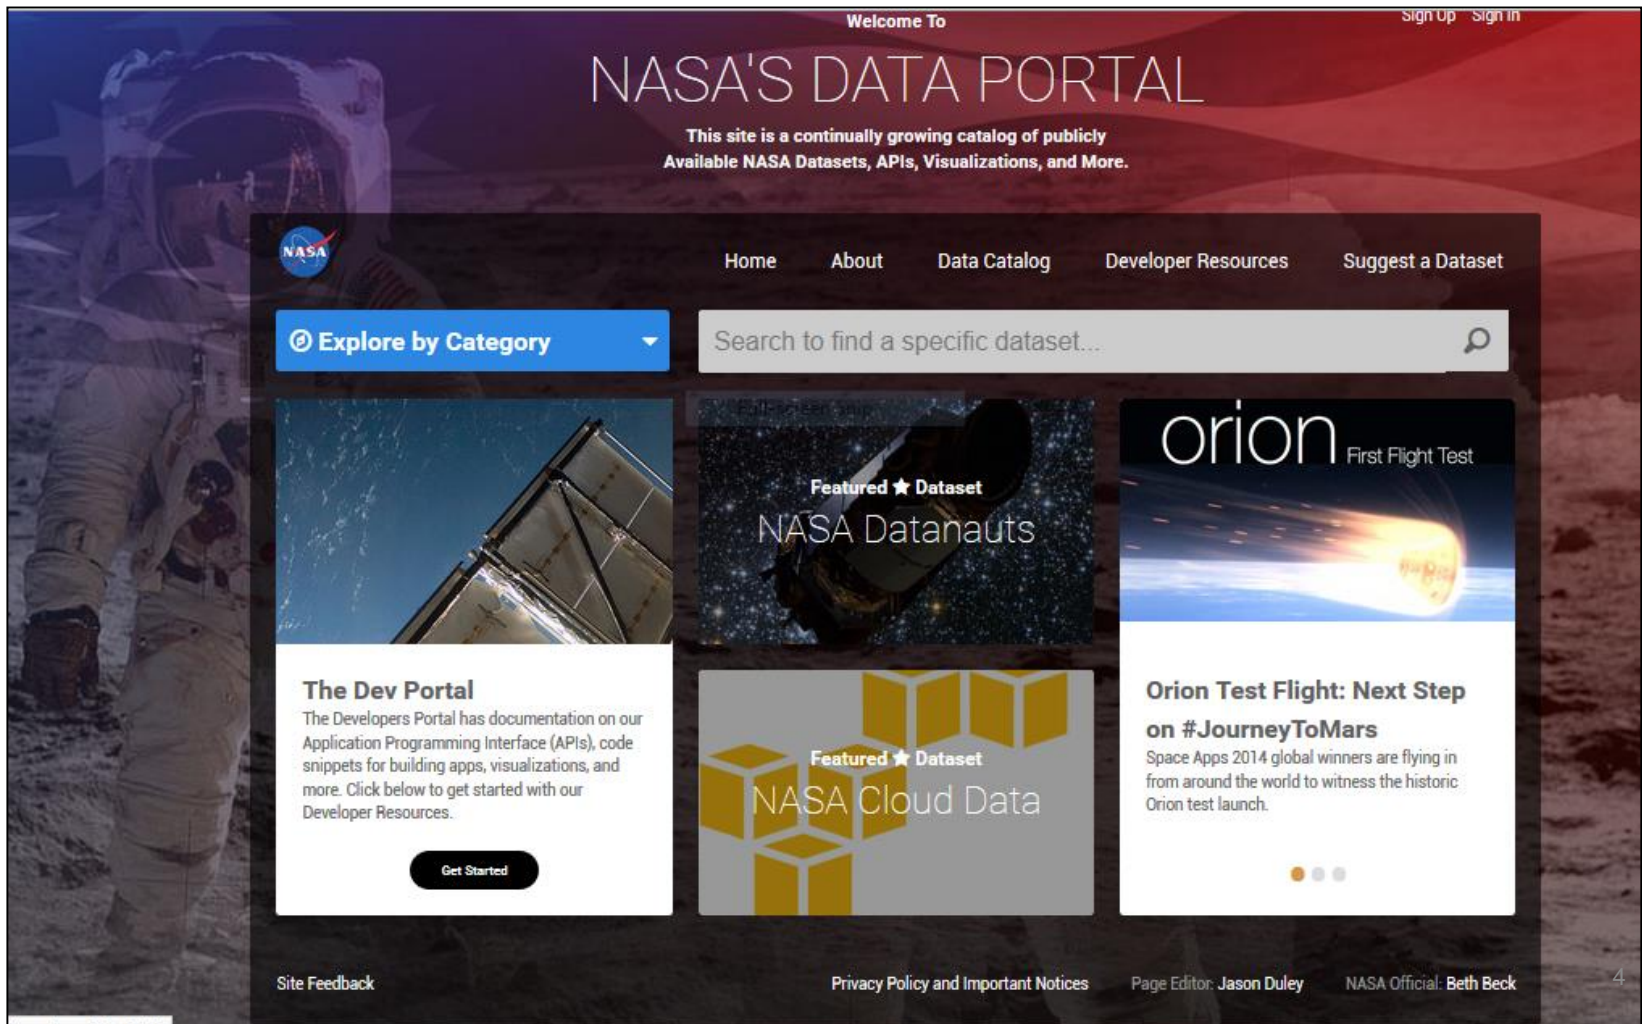 Welcome To
Sign Up Sign In
NASA'S DATA PORTAL
This site is a continually growing catalog of publicly
Available NASA Datasets, APIs, Visualizations, and More.
NASA
Home About Data Catalog Developer Resources Suggest a Dataset
Explore by Category
Search to find a specific dataset...
Full-screen Snip
The Dev Portal
The Developers Portal has documentation on our
Application Programming Interface (APIs), code
snippets for building apps, visualizations, and
more. Click below to get started with our
Developer Resources.
Get Started
Featured ★ Dataset
NASA Datanauts
Featured ★ Dataset
NASA Cloud Data
orion First Flight Test
Orion Test Flight: Next Step
on #JourneyToMars
Space Apps 2014 global winners are flying in
from around the world to witness the historic
Orion test launch.
Site Feedback
Privacy Policy and Important Notices
Page Editor: Jason Duley
NASA Official: Beth Beck
4